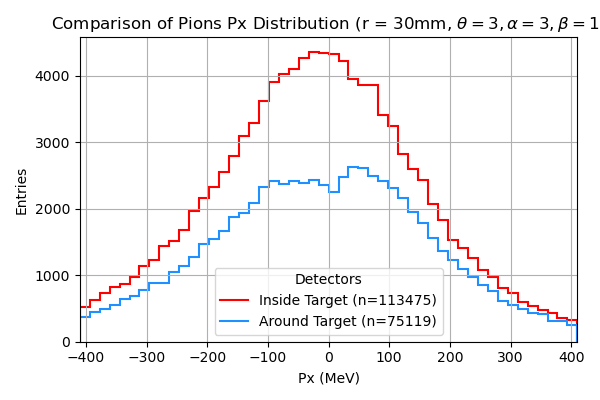 Comparison of Pions Px Distribution (r = 30mm, θ = 3, α = 3, β = 1
4000
3000
2000
1000
0
Entries
Detectors
Inside Target (n=113475)
Around Target (n=75119)
−400 −300 −200 −100 0 100 200 300 400
Px (MeV)